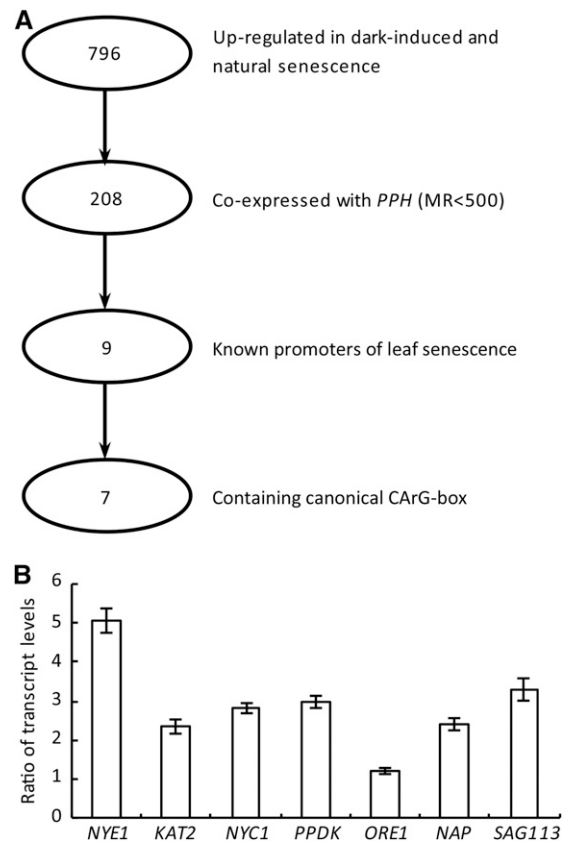 A
796
Up-regulated in dark-induced and
natural senescence
208
Co-expressed with PPH (MR<500)
9
Known promoters of leaf senescence
7
Containing canonical CArG-box
B
Ratio of transcript levels
6
5
4
3
2
1
0
NYE1 KAT2 NYC1 PPDK ORE1 NAP SAG113